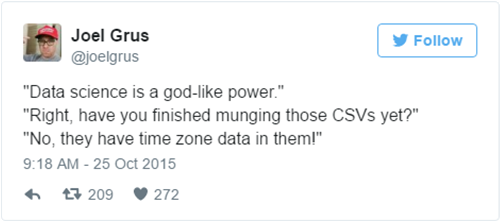 Joel Grus
@joelgrus
Follow
"Data science is a god-like power."
"Right, have you finished munging those CSVs yet?"
"No, they have time zone data in them!"
9:18 AM - 25 Oct 2015
209 272